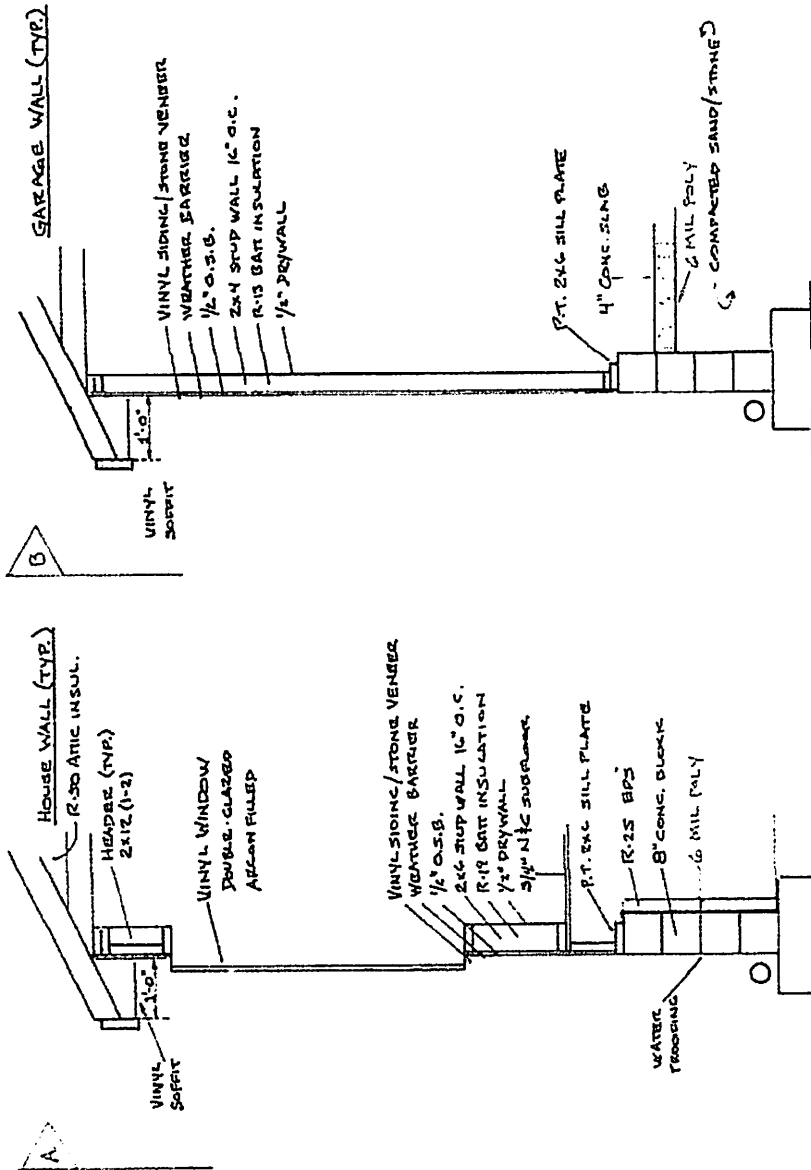 A
HOUSE WALL (TYP.)
R-50 ATTIC INSUL.
HEADER (TYP.)
2x12 (1-2)
1'-0"
VINYL
SOFFIT
VINYL WINDOW
DOUBLE-GLAZED
ARGON FILLED
VINYL SIDING/STONE VENEER
WEATHER BARRIER
1/2" O.S.B.
2x6 STUD WALL 16" O.C.
R-19 BATT INSULATION
1/2" DRYWALL
3/4" N&G SUBFLOOR
P.T. 2x6 SILL PLATE
R-25 EPS
8" CONC. BLOCK
6 MIL POLY
WATER
PROOFING
B
GARAGE WALL (TYP.)
1'-0"
VINYL
SOFFIT
VINYL SIDING/STONE VENEER
WEATHER BARRIER
1/2" O.S.B.
2x4 STUD WALL 16" O.C.
R-13 BATT INSULATION
1/2" DRYWALL
P.T. 2x6 SILL PLATE
4" CONC. SLAB
6 MIL POLY
COMPACTED SAND/STONE